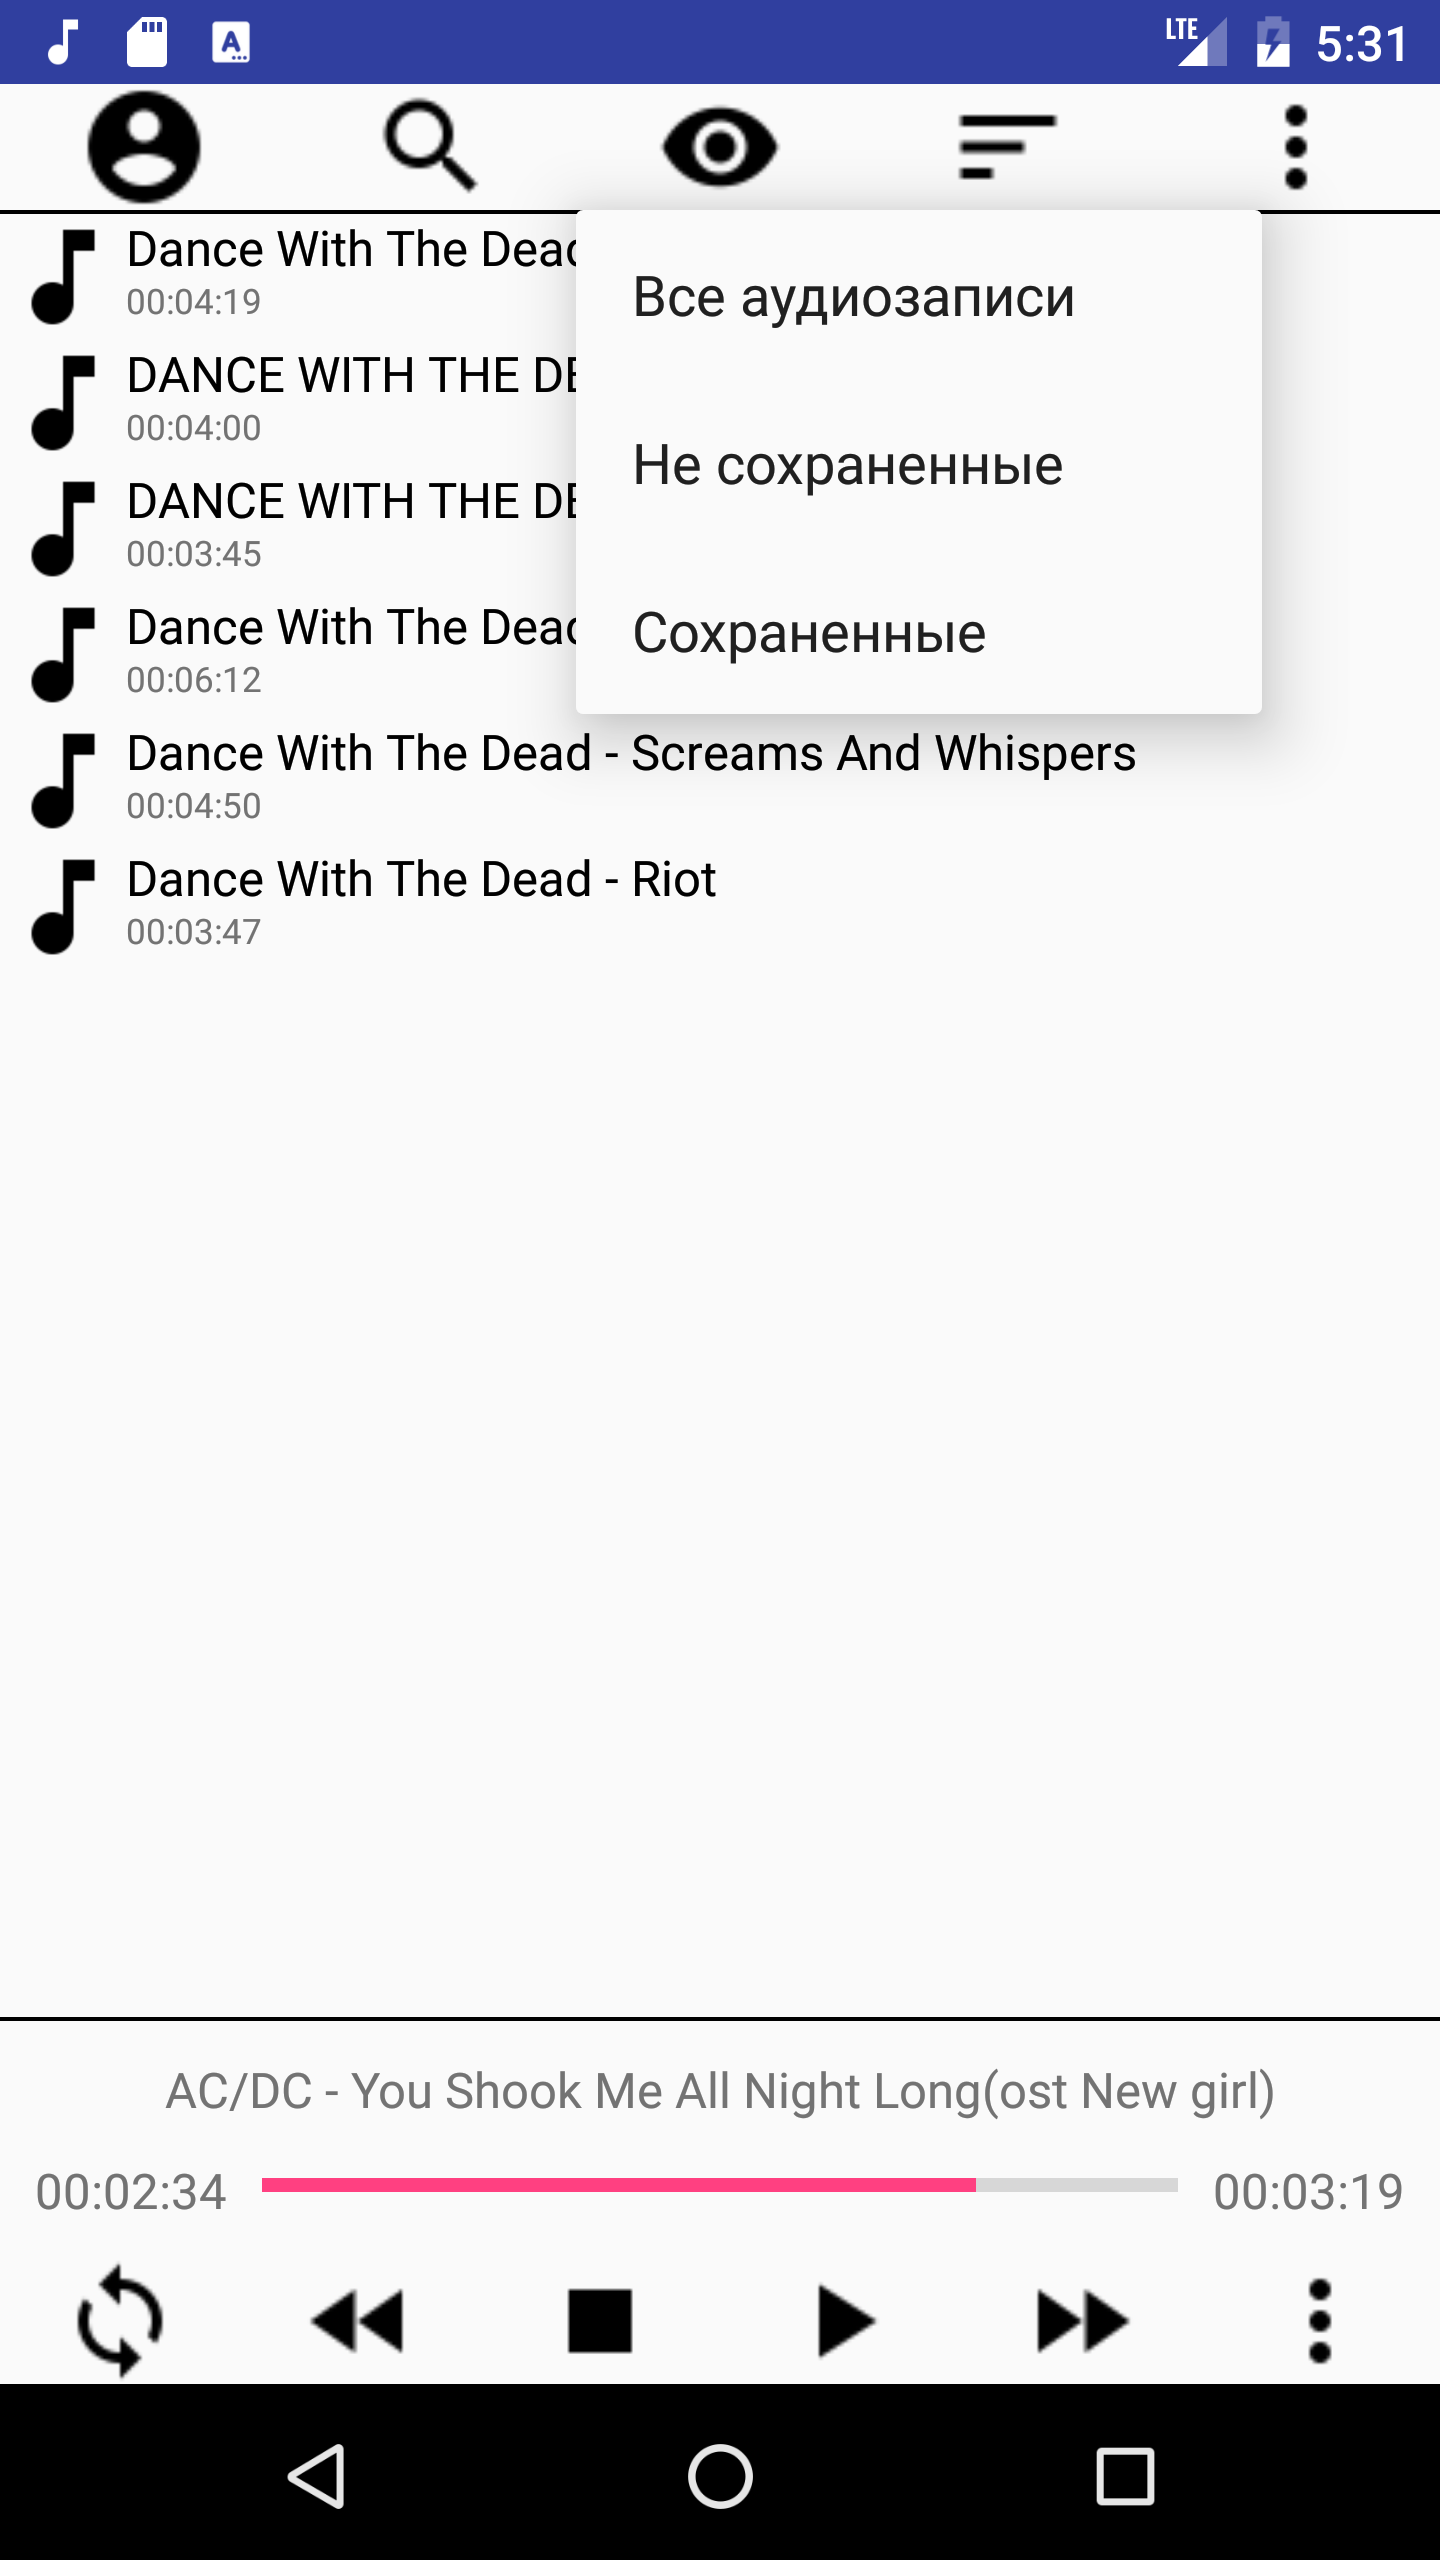 LTE 5:31
Dance With The Dead
00:04:19
DANCE WITH THE DE
00:04:00
DANCE WITH THE DE
00:03:45
Dance With The Dead
00:06:12
Все аудиозаписи
Не сохраненные
Сохраненные
Dance With The Dead - Screams And Whispers
00:04:50
Dance With The Dead - Riot
00:03:47
AC/DC - You Shook Me All Night Long(ost New girl)
00:02:34
00:03:19